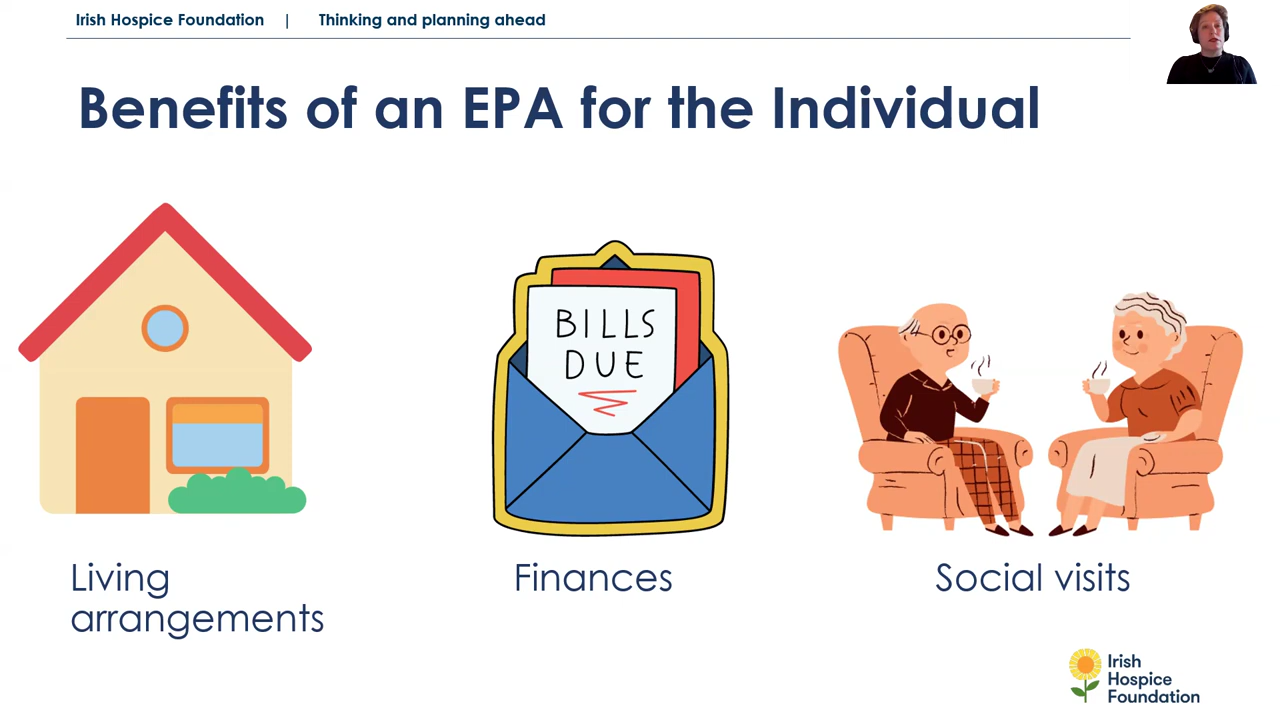 Irish Hospice Foundation | Thinking and planning ahead
Benefits of an EPA for the Individual
BILLS
DUE
Living
arrangements
Finances
Social visits
Irish
Hospice
Foundation